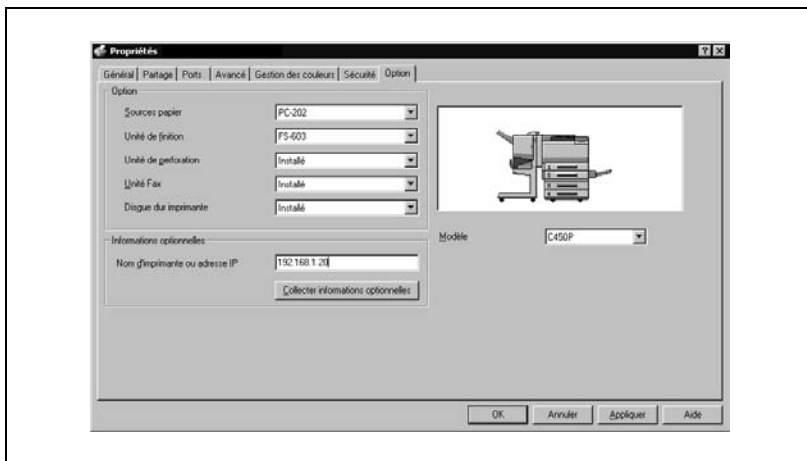 Propriétés
Général Partage Ports Avancé Gestion des couleurs Sécurité Option
Option
Sources papier PC-202
Unité de finition FS-603
Unité de perforation Installé
Unité Fax Installé
Disque dur imprimante Installé
Informations optionnelles
Nom d'imprimante ou adresse IP 192.168.1.20
Collecter informations optionnelles
Modèle C450P
OK Annuler Appliquer Aide